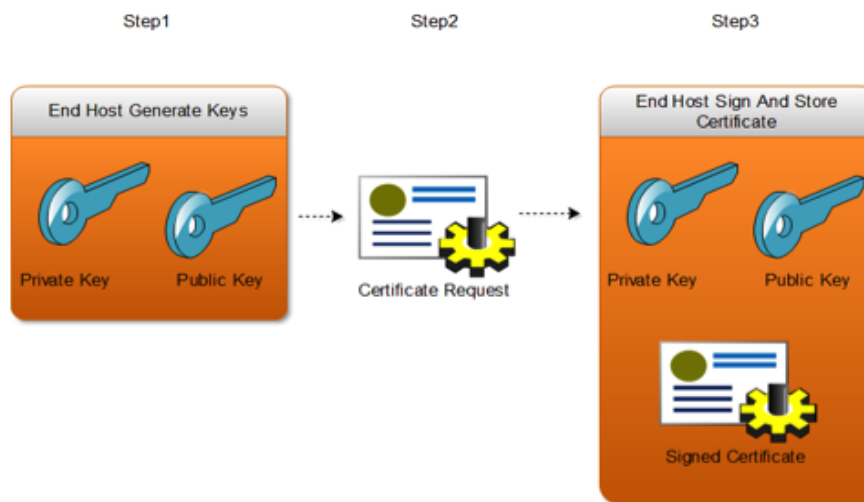 Step1
Step2
Step3
End Host Generate Keys
End Host Sign And Store
Certificate
Private Key
Public Key
Certificate Request
Private Key
Public Key
Signed Certificate